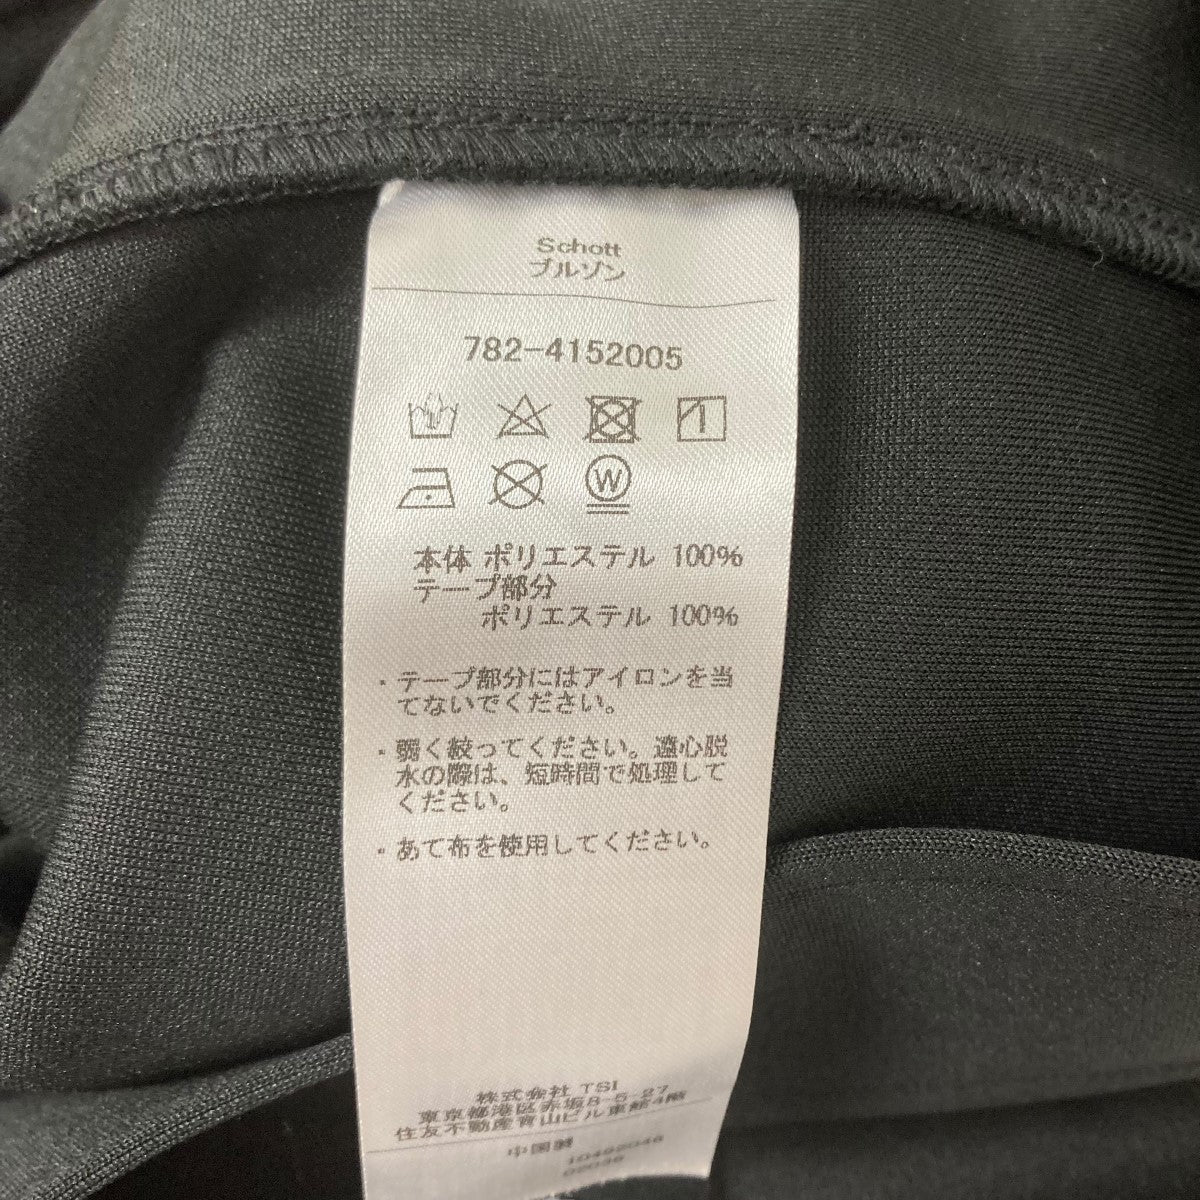 Schott
ブルゾン
782-4152005
W
本体 ポリエステル 100%
テープ部分
ポリエステル 100%
・テープ部分にはアイロンを当
てないでください。
・弱く絞ってください。遠心脱
水の際は、短時間で処理して
ください。
・あて布を使用してください。
株式会社 TSI
東京都港区赤坂8-5-27
住友不動産青山ビル東館4階
中国製